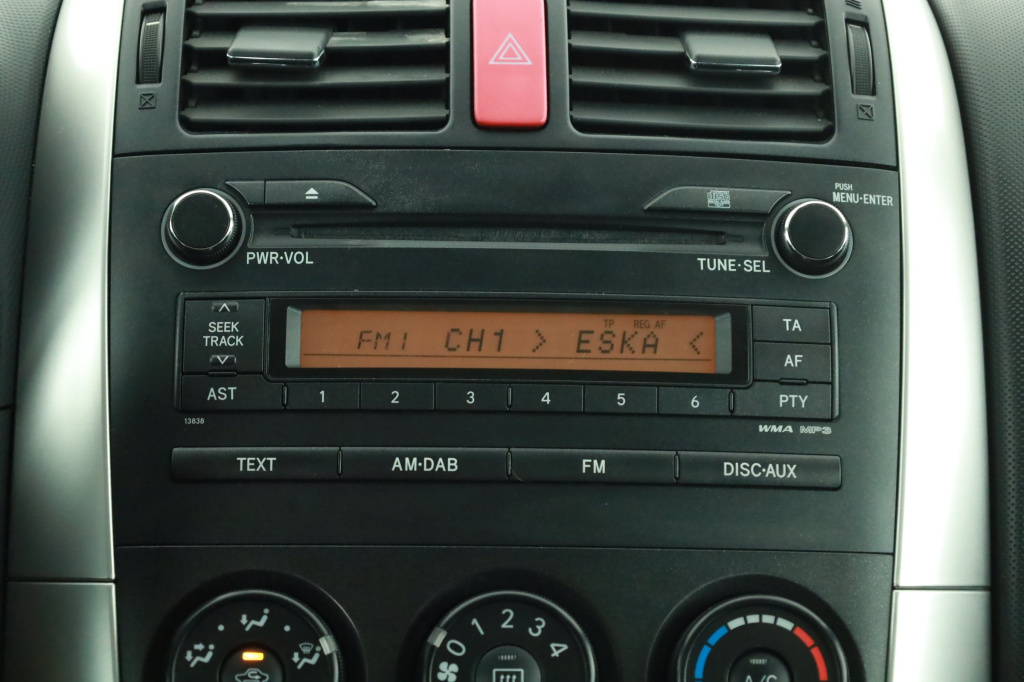 PUSH
MENU·ENTER
PWR·VOL
TUNE·SEL
SEEK
TRACK
TP REG AF
FM1 CH1 > ESKA <
TA
AF
AST 1 2 3 4 5 6 PTY
13838
WMA MP3
TEXT AM·DAB FM DISC·AUX
0 1 2 3 4
A/C